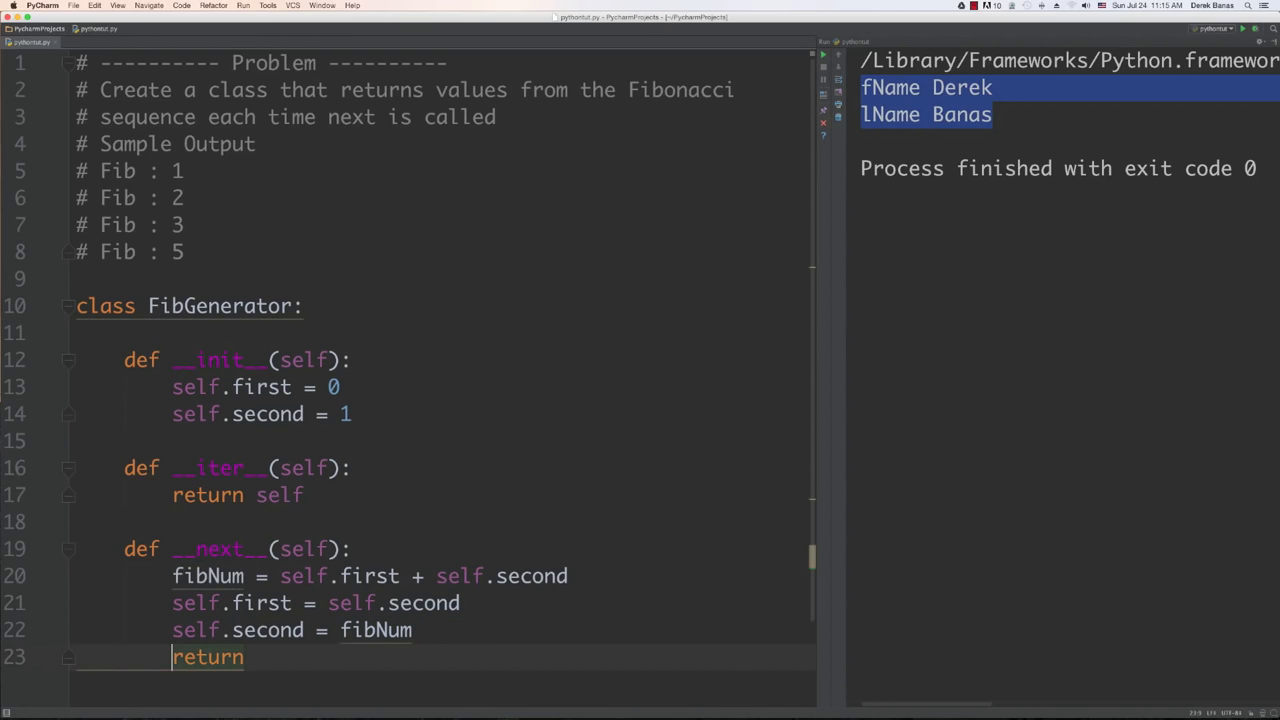 PyCharm File Edit View Navigate Code Refactor Run Tools VCS Window Help 10 Sun Jul 24 11:15 AM Derek Banas
pythontut.py - PycharmProjects - [~/PycharmProjects]
PycharmProjects pythontut.py pythontut
pythontut.py
Run: pythontut
1 # ---------- Problem ----------
2 # Create a class that returns values from the Fibonacci
3 # sequence each time next is called
4 # Sample Output
5 # Fib : 1
6 # Fib : 2
7 # Fib : 3
8 # Fib : 5
9
10 class FibGenerator:
11
12 def __init__(self):
13 self.first = 0
14 self.second = 1
15
16 def __iter__(self):
17 return self
18
19 def __next__(self):
20 fibNum = self.first + self.second
21 self.first = self.second
22 self.second = fibNum
23 return
/Library/Frameworks/Python.framewor
fName Derek
lName Banas
Process finished with exit code 0
LF÷ UTF-8÷